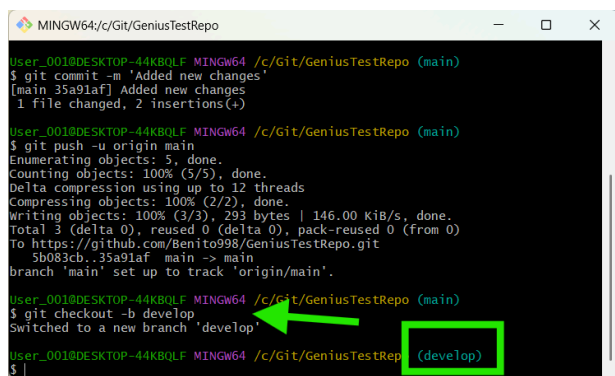 MINGW64:/c/Git/GeniusTestRepo
User_001@DESKTOP-44KBQLF MINGW64 /c/Git/GeniusTestRepo (main)
$ git commit -m 'Added new changes'
[main 35a91af] Added new changes
1 file changed, 2 insertions(+)
User_001@DESKTOP-44KBQLF MINGW64 /c/Git/GeniusTestRepo (main)
$ git push -u origin main
Enumerating objects: 5, done.
Counting objects: 100% (5/5), done.
Delta compression using up to 12 threads
Compressing objects: 100% (2/2), done.
Writing objects: 100% (3/3), 293 bytes | 146.00 KiB/s, done.
Total 3 (delta 0), reused 0 (delta 0), pack-reused 0 (from 0)
To https://github.com/Benito998/GeniusTestRepo.git
5b083cb..35a91af  main -> main
branch 'main' set up to track 'origin/main'.
User_001@DESKTOP-44KBQLF MINGW64 /c/Git/GeniusTestRepo (main)
$ git checkout -b develop
Switched to a new branch 'develop'
User_001@DESKTOP-44KBQLF MINGW64 /c/Git/GeniusTestRep (develop)
$